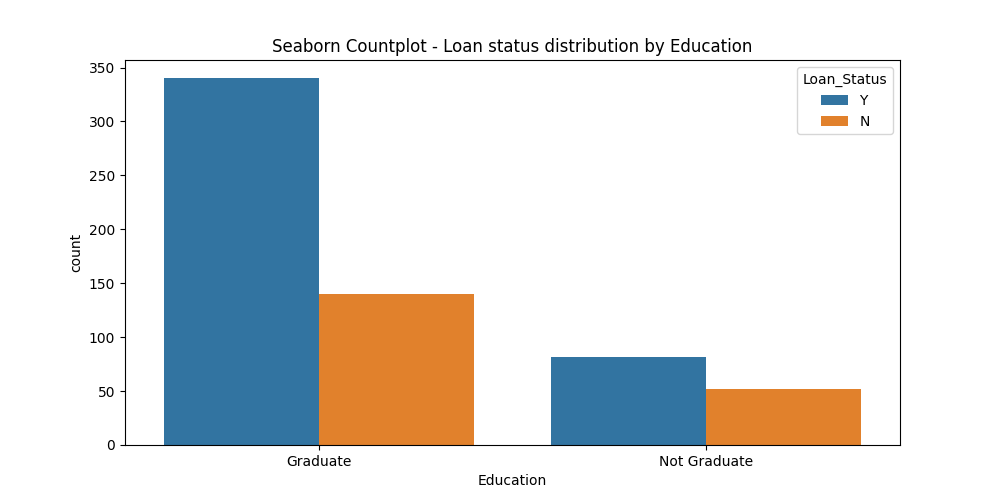 Seaborn Countplot - Loan status distribution by Education
350
300
250
200
150
100
50
0
count
Loan_Status
Y
N
Graduate
Not Graduate
Education